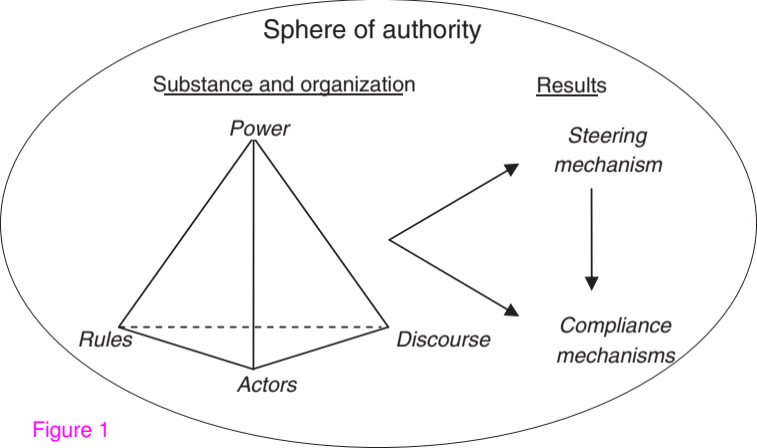 Sphere of authority
Substance and organization
Results
Power
Steering
mechanism
Rules
Discourse
Actors
Compliance
mechanisms
Figure 1